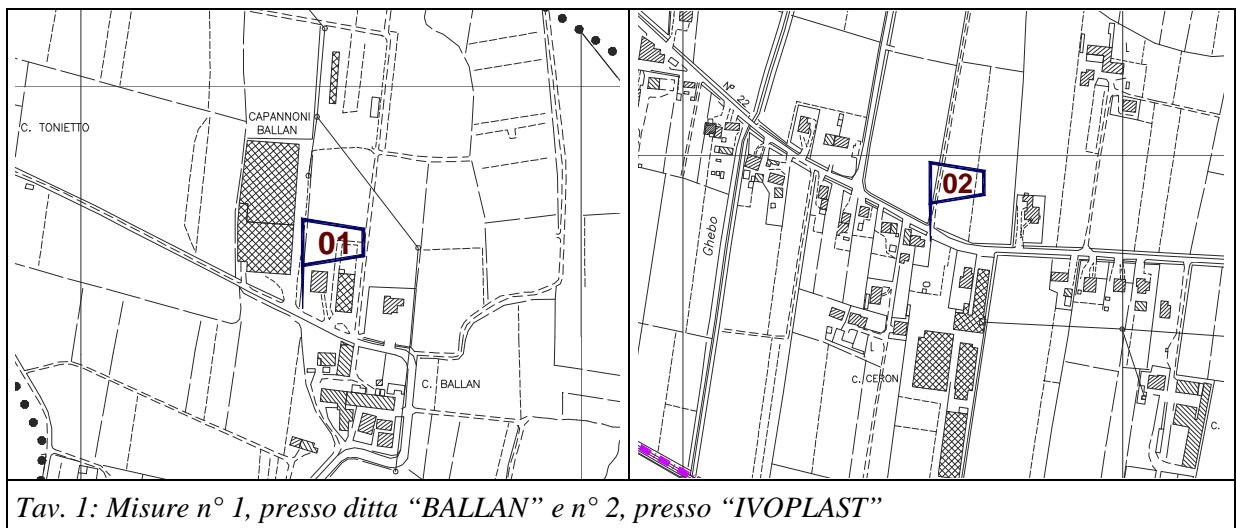 C. TONIETTO
CAPANNONI
BALLAN
01
C. BALLAN
N° 22
Ghebo
02
C. CERON
C.
Tav. 1: Misure n° 1, presso ditta “BALLAN” e n° 2, presso “IVOPLAST”